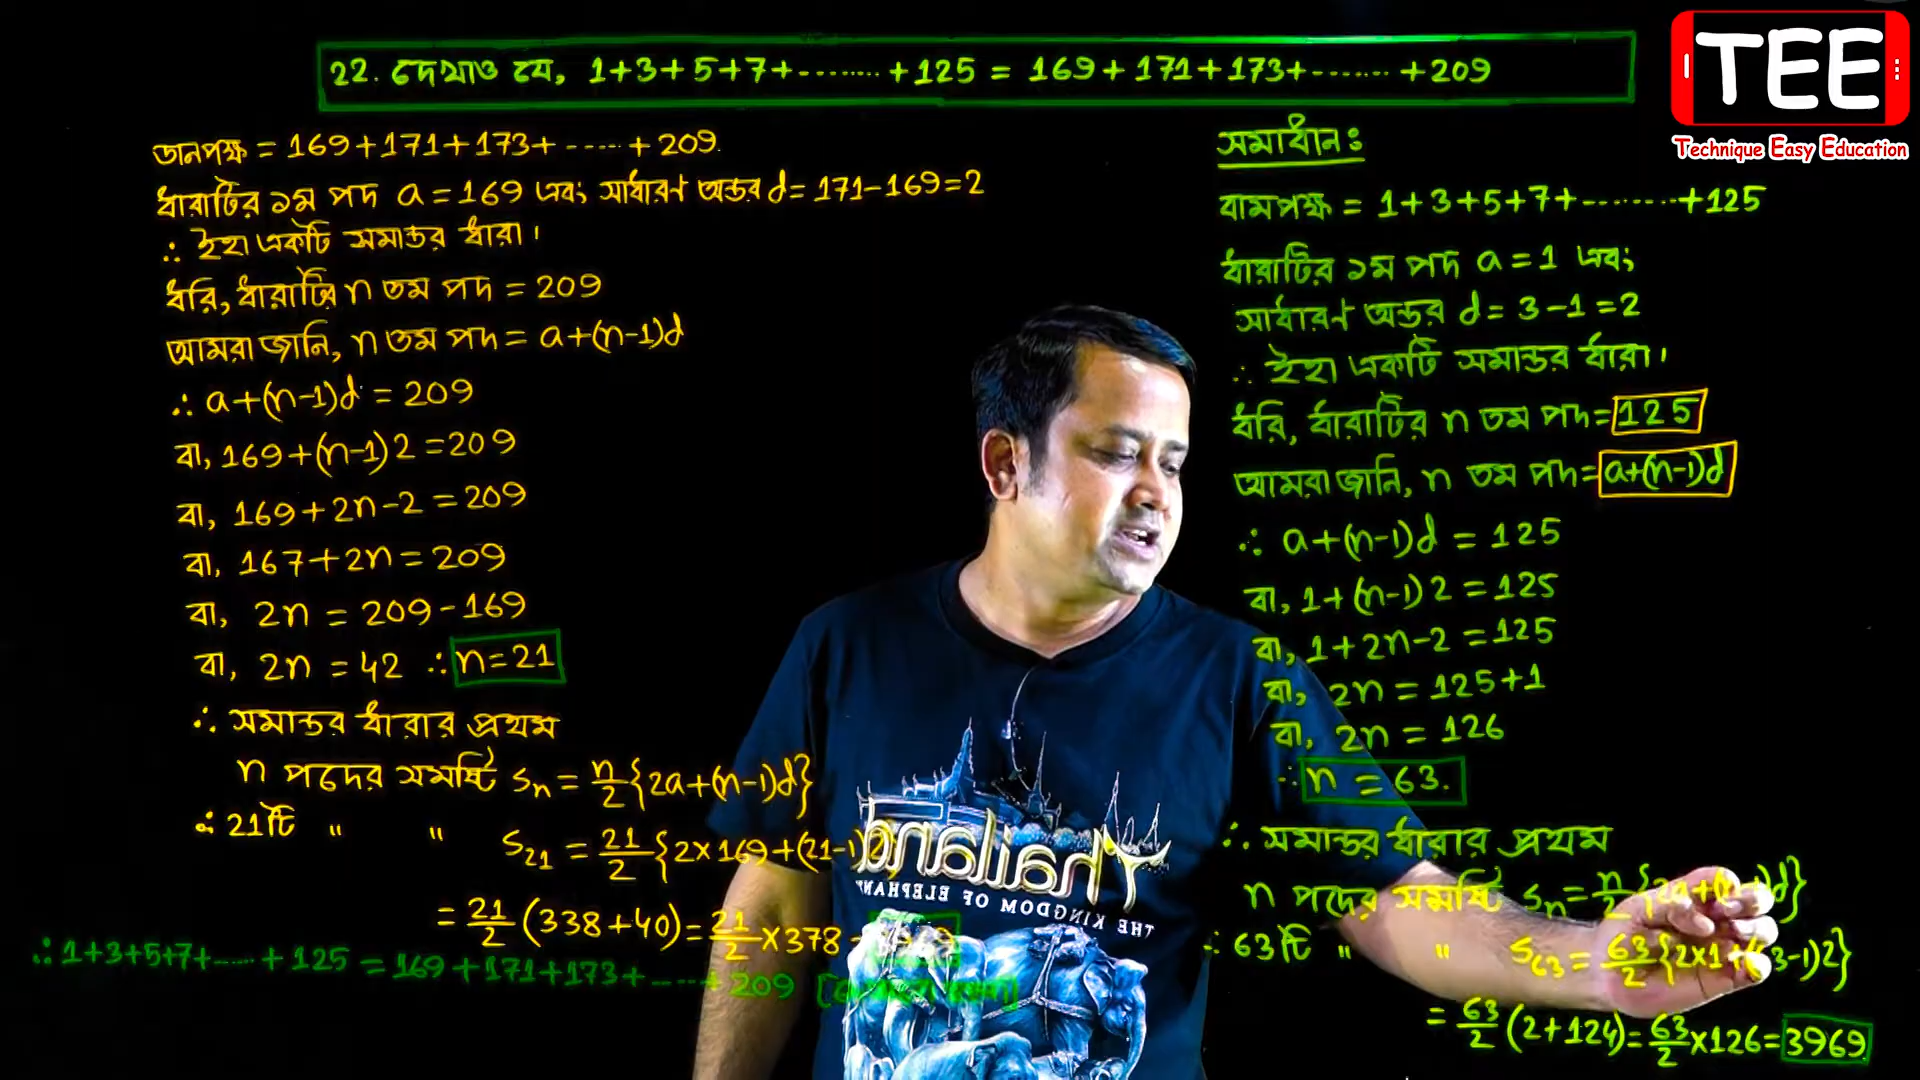 22. দেখাও যে, 1+3+5+7+-------- +125 = 169+171+173+------- +209
TEE
Technique Easy Education
সমাধান ঃ
বামপক্ষ = 1+3+5+7+--------+125
ধারাটির ১ম পদ a = 1 এবং
সাধারণ অন্তর d = 3-1 = 2
∴ ইহা একটি সমান্তর ধারা।
ধরি, ধারাটির n তম পদ = 125
আমরা জানি, n তম পদ = a+(n-1)d
∴ a+(n-1)d = 125
বা, 1+(n-1)2 = 125
বা, 1+2n-2 = 125
বা, 2n = 125+1
বা, 2n = 126
∴ n = 63.
∴ সমান্তর ধারার প্রথম
n পদের সমষ্টি Sn = n/2 {2a+(n-1)d}
∴ 63টি " " S63 = 63/2 {2×1+(63-1)2}
= 63/2 (2+124) = 63/2 ×126 = 3969
ডানপক্ষ = 169+171+173+-----+209
ধারাটির ১ম পদ a = 169 এবং সাধারণ অন্তর d = 171-169 = 2
∴ ইহা একটি সমান্তর ধারা।
ধরি, ধারাটির n তম পদ = 209
আমরা জানি, n তম পদ = a+(n-1)d
∴ a+(n-1)d = 209
বা, 169+(n-1)2 = 209
বা, 169+2n-2 = 209
বা, 167+2n = 209
বা, 2n = 209-169
বা, 2n = 42 ∴ n = 21
∴ সমান্তর ধারার প্রথম
n পদের সমষ্টি Sn = n/2 {2a+(n-1)d}
∴ 21টি " " S21 = 21/2 {2×169+(21-1)
= 21/2 (338+40) = 21/2 ×378 =
∴ 1+3+5+7+-----+125 = 169+171+173+-----+209
Thailand
THE KINGDOM OF ELEPHANT